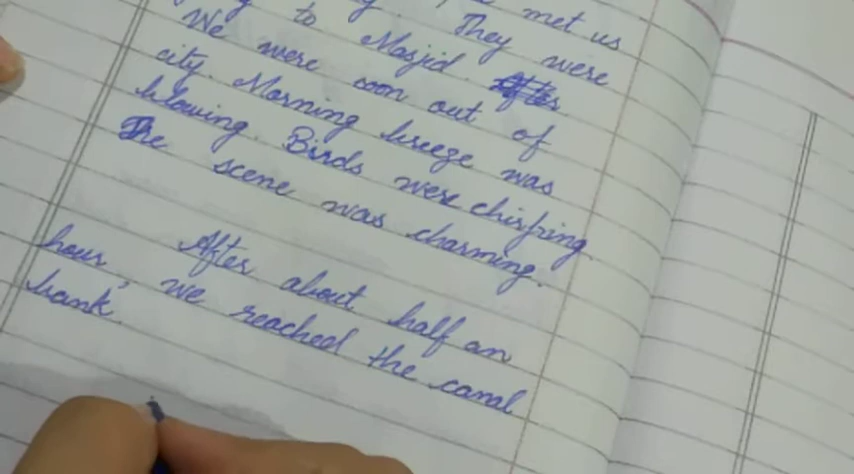 met us
to Masjid. They were
We were soon out of
city. Morning breeze was
blowing. Birds were chirping.
The scene was charming.
After about half an
hour, we reached the canal
bank.